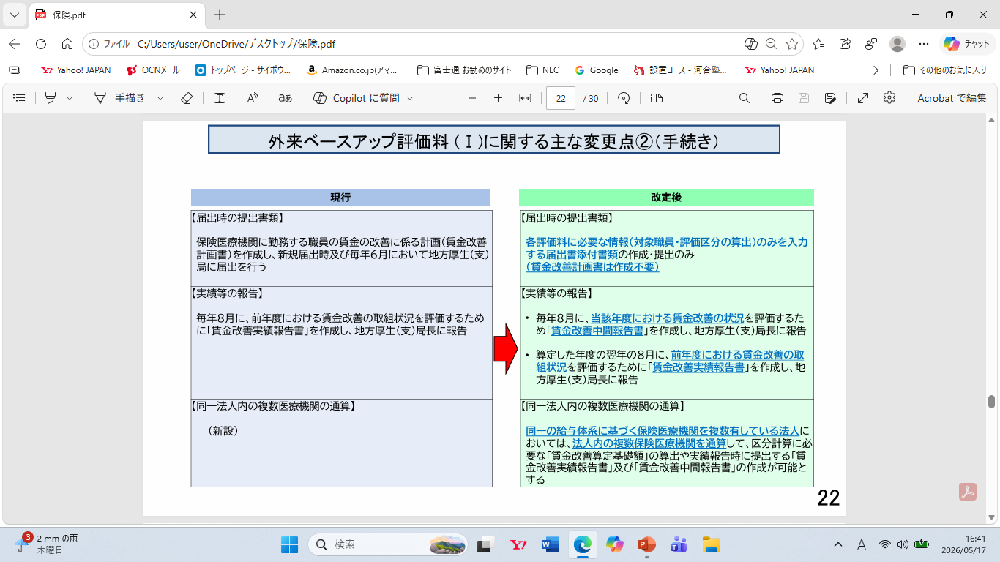 保険.pdf
ファイル C:/Users/user/OneDrive/デスクトップ/保険.pdf
チャット
Yahoo! JAPAN
OCNメール
トップページ - サイボウ...
Amazon.co.jp(アマ...
富士通 お勧めのサイト
NEC
Google
設置コース - 河合塾...
Yahoo! JAPAN
その他のお気に入り
手描き
aあ
Copilot に質問
22 / 30
Acrobat で編集
外来ベースアップ評価料(Ⅰ)に関する主な変更点②(手続き)
現行
【届出時の提出書類】
保険医療機関に勤務する職員の賃金の改善に係る計画(賃金改善
計画書)を作成し、新規届出時及び毎年6月において地方厚生(支)
局に届出を行う
【実績等の報告】
毎年8月に、前年度における賃金改善の取組状況を評価するため
に「賃金改善実績報告書」を作成し、地方厚生(支)局長に報告
【同一法人内の複数医療機関の通算】
(新設)
改定後
【届出時の提出書類】
各評価料に必要な情報(対象職員・評価区分の算出)のみを入力
する届出書添付書類の作成・提出のみ
(賃金改善計画書は作成不要)
【実績等の報告】
• 毎年8月に、当該年度における賃金改善の状況を評価するた
め「賃金改善中間報告書」を作成し、地方厚生(支)局長に報告
• 算定した年度の翌年の8月に、前年度における賃金改善の取
組状況を評価するために「賃金改善実績報告書」を作成し、地
方厚生(支)局長に報告
【同一法人内の複数医療機関の通算】
同一の給与体系に基づく保険医療機関を複数有している法人に
おいては、法人内の複数保険医療機関を通算して、区分計算に必
要な「賃金改善算定基礎額」の算出や実績報告時に提出する「賃
金改善実績報告書」及び「賃金改善中間報告書」の作成が可能と
する
22
3
2 mm の雨
木曜日
検索
A
16:41
2026/05/17